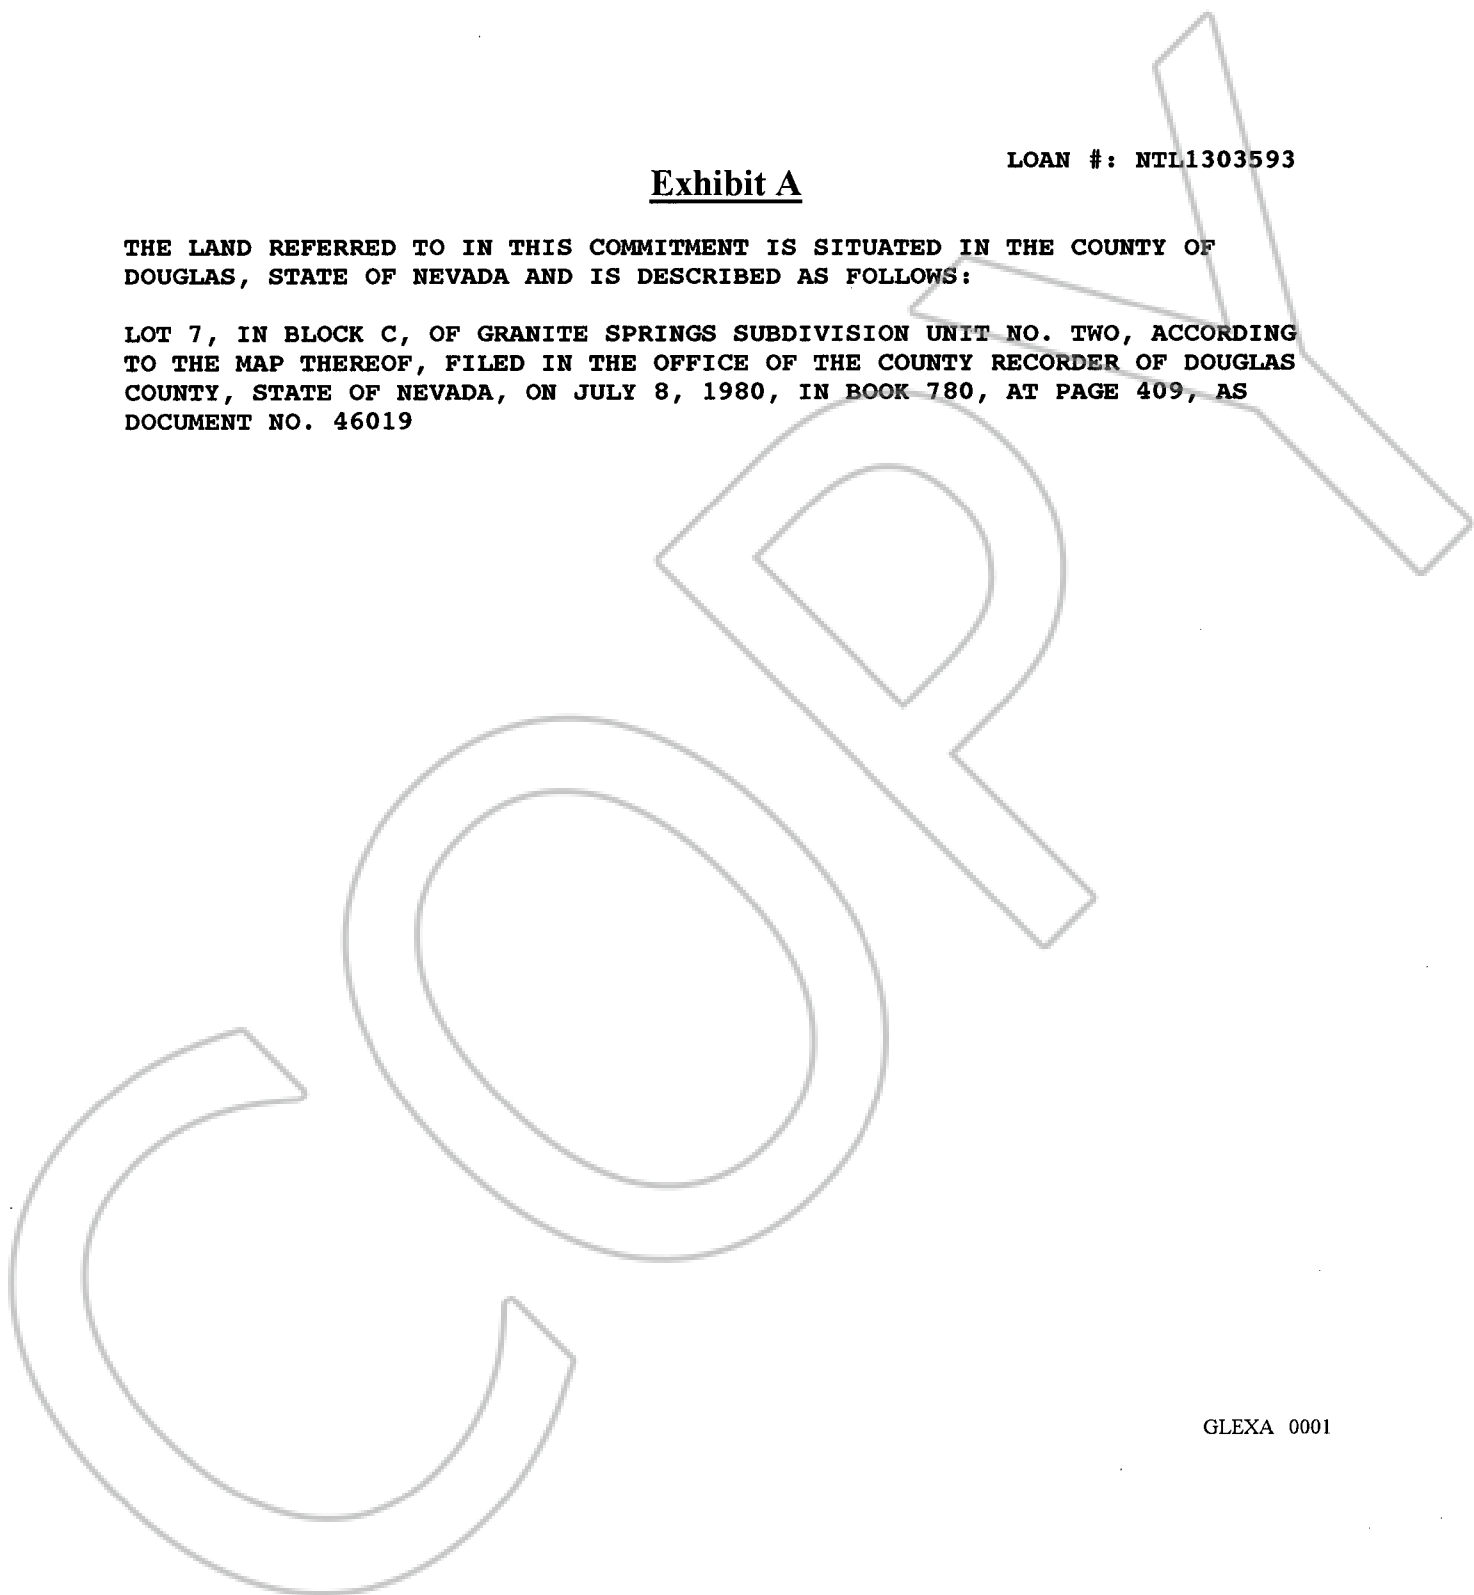 LOAN #: NTL1303593
Exhibit A
THE LAND REFERRED TO IN THIS COMMITMENT IS SITUATED IN THE COUNTY OF
DOUGLAS, STATE OF NEVADA AND IS DESCRIBED AS FOLLOWS:
LOT 7, IN BLOCK C, OF GRANITE SPRINGS SUBDIVISION UNIT NO. TWO, ACCORDING
TO THE MAP THEREOF, FILED IN THE OFFICE OF THE COUNTY RECORDER OF DOUGLAS
COUNTY, STATE OF NEVADA, ON JULY 8, 1980, IN BOOK 780, AT PAGE 409, AS
DOCUMENT NO. 46019
COPY
GLEXA 0001